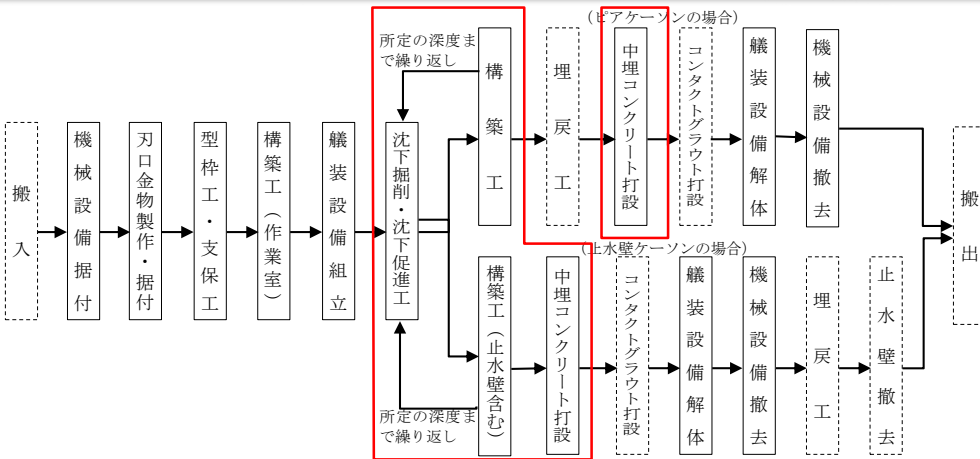 搬入
機械設備据付
刃口金物製作・据付
型枠工・支保工
構築工（作業室）
艤装設備組立
沈下掘削・沈下促進工
所定の深度ま
で繰り返し
（ピアケーソンの場合）
構築工
埋戻工
中埋コンクリート打設
コンタクトグラウト打設
艤装設備解体
機械設備撤去
（止水壁ケーソンの場合）
所定の深度ま
で繰り返し
構築工（止水壁含む）
中埋コンクリート打設
コンタクトグラウト打設
艤装設備解体
機械設備撤去
埋戻工
止水壁撤去
搬出